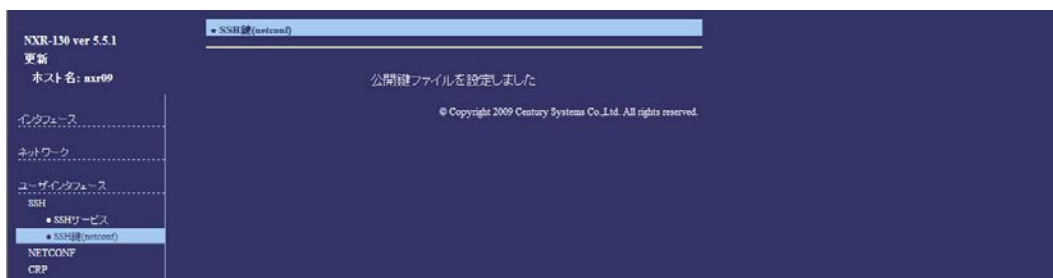 NXR-130 ver 5.5.1
更新
ホスト名: nxr09
インタフェース
ネットワーク
ユーザインタフェース
SSH
● SSHサービス
● SSH鍵(netconf)
NETCONF
CRP
● SSH鍵(netconf)
公開鍵ファイルを設定しました
© Copyright 2009 Century Systems Co.,Ltd. All rights reserved.